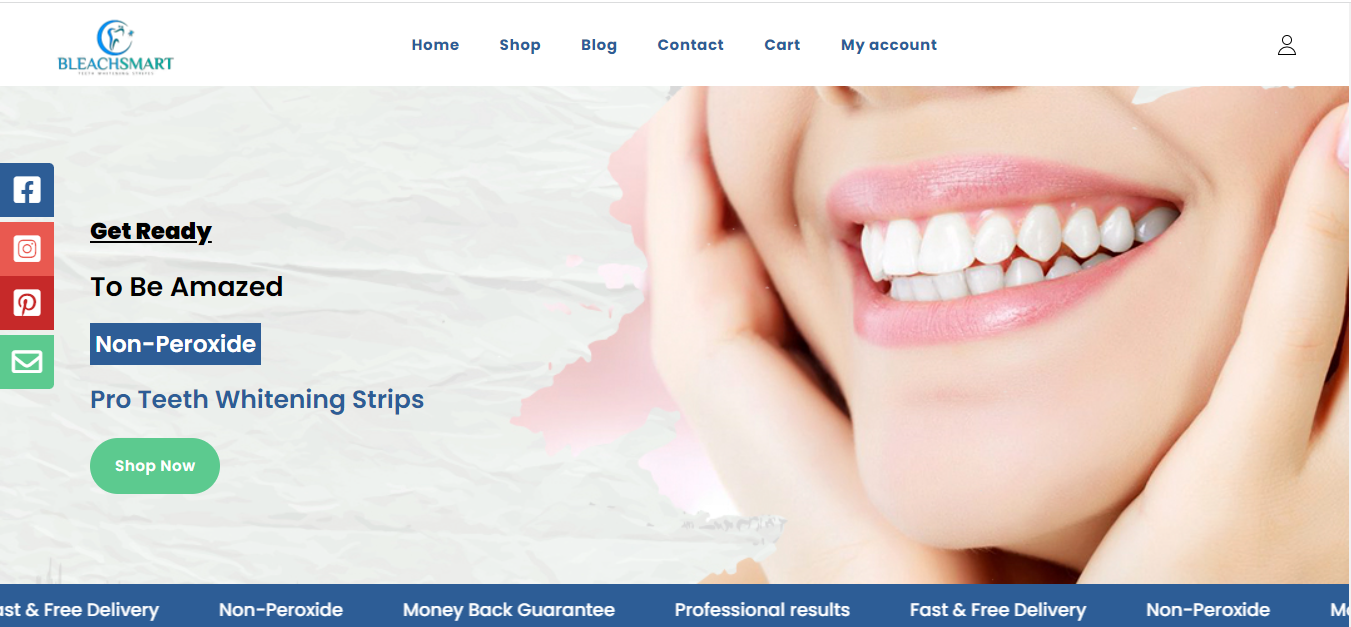 BLEACHSMART
TEETH WHITENING STRIPES
Home Shop Blog Contact Cart My account
Get Ready
To Be Amazed
Non-Peroxide
Pro Teeth Whitening Strips
Shop Now
& Free Delivery Non-Peroxide Money Back Guarantee Professional results Fast & Free Delivery Non-Peroxide